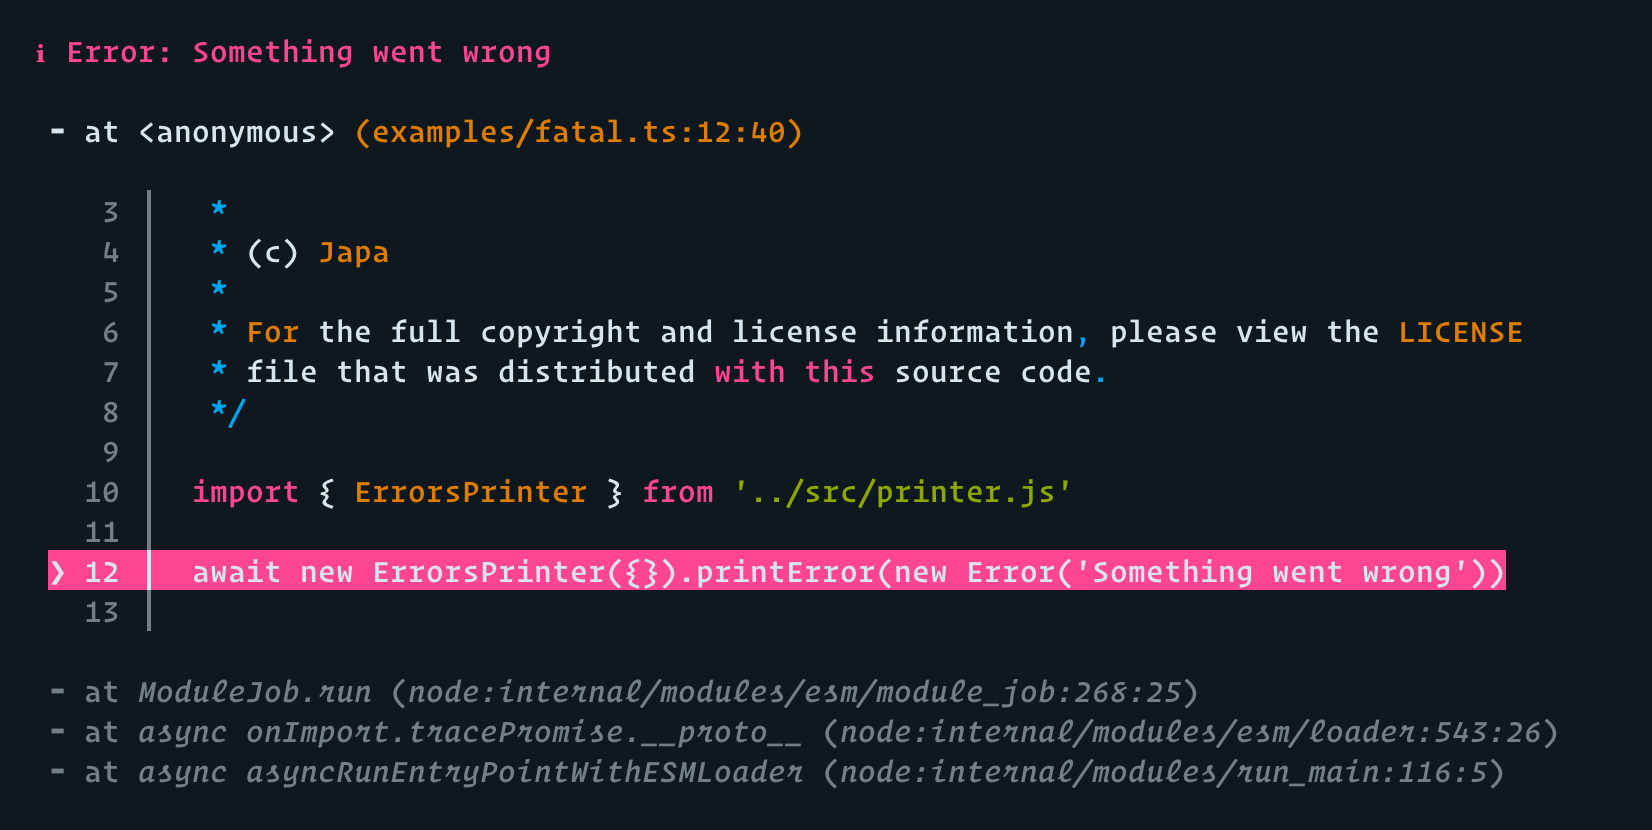 ℹ Error: Something went wrong
- at <anonymous> (examples/fatal.ts:12:40)
3 | *
4 | * (c) Japa
5 | *
6 | * For the full copyright and license information, please view the LICENSE
7 | * file that was distributed with this source code.
8 | */
9 |
10 | import { ErrorsPrinter } from '../src/printer.js'
11 |
❯ 12 | await new ErrorsPrinter({}).printError(new Error('Something went wrong'))
13 |
- at ModuleJob.run (node:internal/modules/esm/module_job:268:25)
- at async onImport.tracePromise.__proto__ (node:internal/modules/esm/loader:543:26)
- at async asyncRunEntryPointWithESMLoader (node:internal/modules/run_main:116:5)